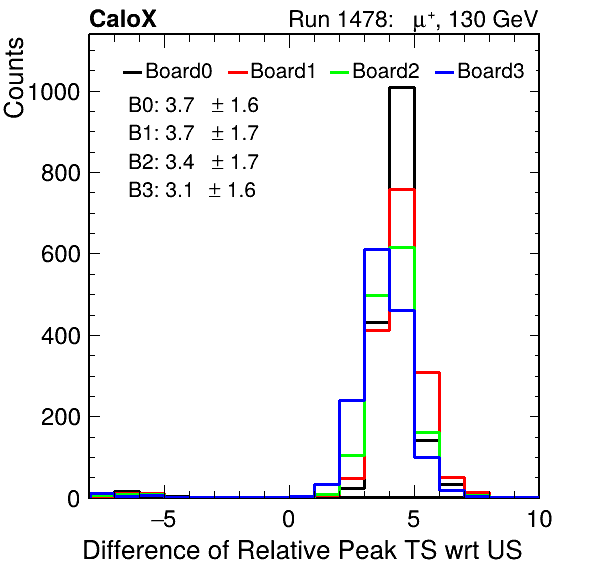 CaloX Run 1478: μ⁺, 130 GeV
Counts
Board0 Board1 Board2 Board3
B0: 3.7 ± 1.6
B1: 3.7 ± 1.7
B2: 3.4 ± 1.7
B3: 3.1 ± 1.6
1000
800
600
400
200
0
−5 0 5 10
Difference of Relative Peak TS wrt US